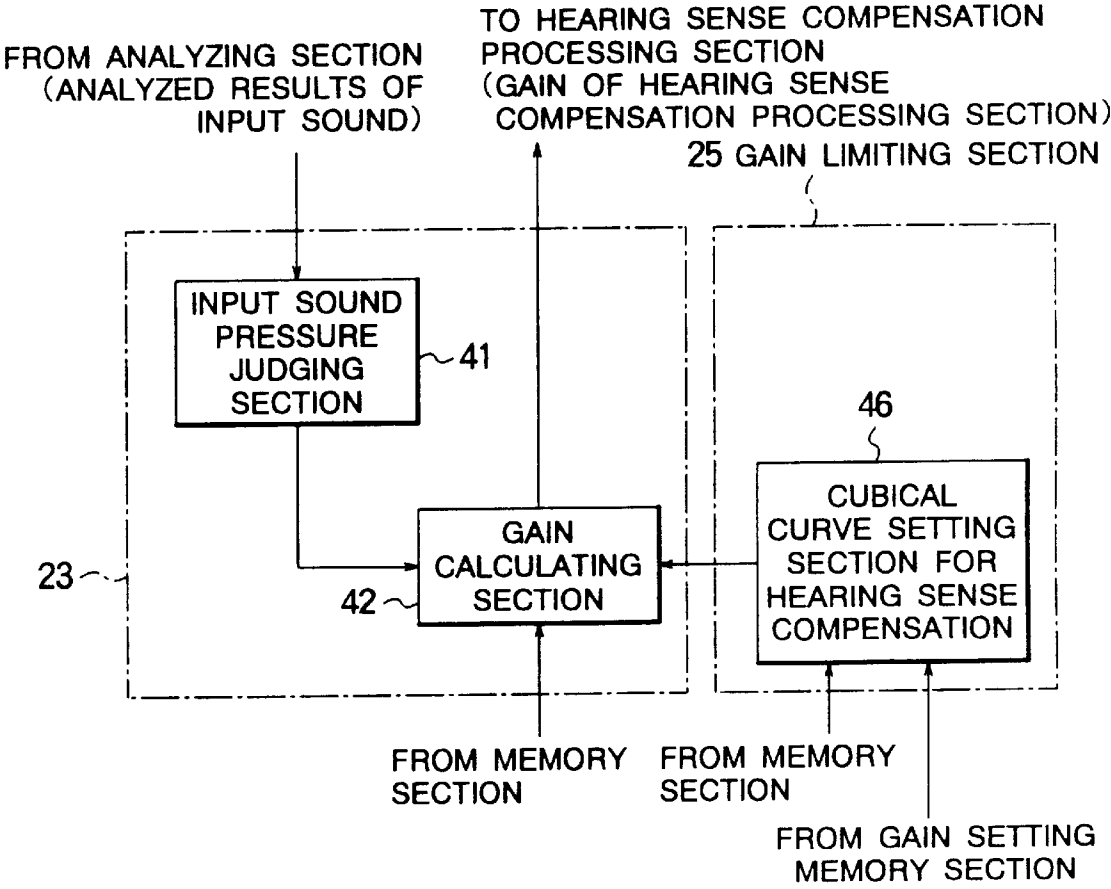 FROM ANALYZING SECTION
(ANALYZED RESULTS OF
INPUT SOUND)
TO HEARING SENSE COMPENSATION
PROCESSING SECTION
(GAIN OF HEARING SENSE
COMPENSATION PROCESSING SECTION)
25 GAIN LIMITING SECTION
INPUT SOUND
PRESSURE
JUDGING
SECTION
41
46
CUBICAL
CURVE SETTING
SECTION FOR
HEARING SENSE
COMPENSATION
GAIN
CALCULATING
SECTION
23
42
FROM MEMORY
SECTION
FROM MEMORY
SECTION
FROM GAIN SETTING
MEMORY SECTION